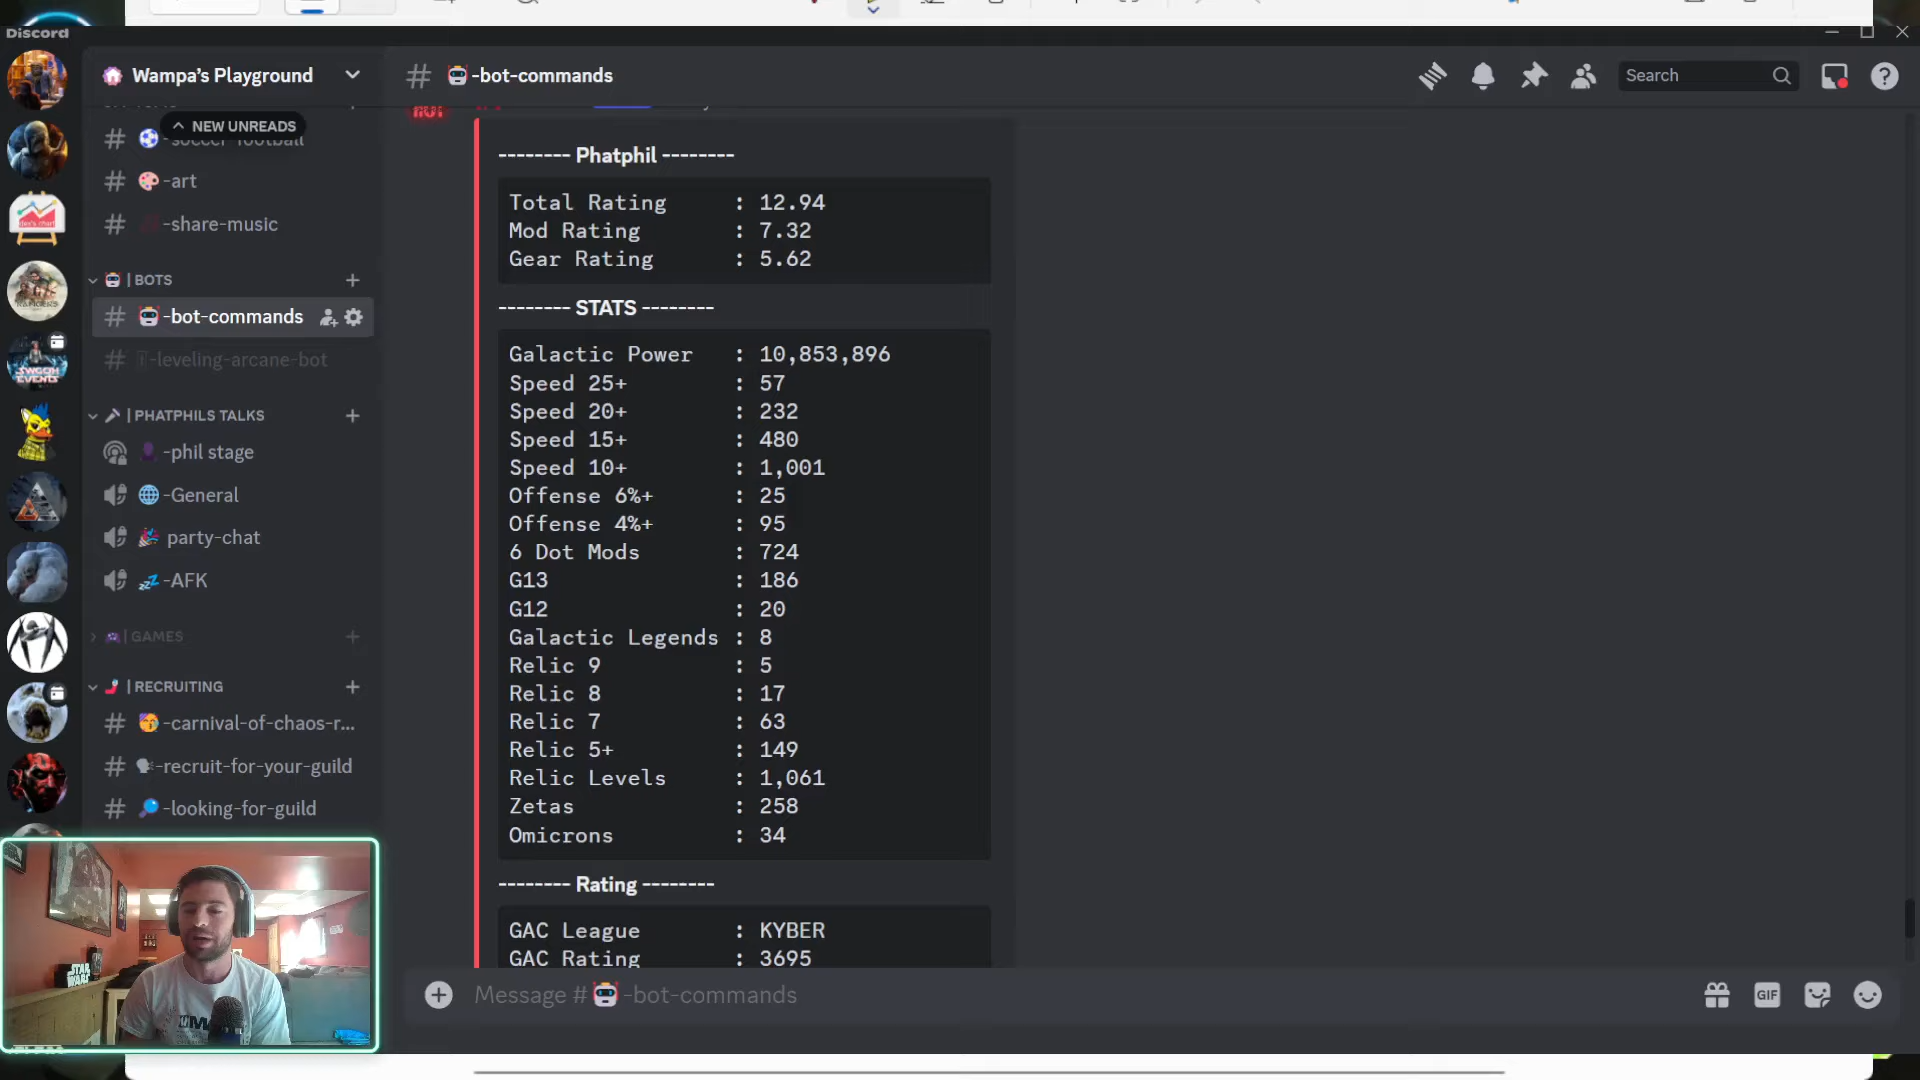 Discord
Wampa's Playground
-bot-commands
Search
NEW UNREADS
-soccer-football
-art
-share-music
| BOTS
-bot-commands
-leveling-arcane-bot
| PHATPHILS TALKS
-phil stage
-General
party-chat
-AFK
| GAMES
| RECRUITING
-carnival-of-chaos-r...
-recruit-for-your-guild
-looking-for-guild
-------- Phatphil --------
Total Rating : 12.94
Mod Rating : 7.32
Gear Rating : 5.62
-------- STATS --------
Galactic Power : 10,853,896
Speed 25+ : 57
Speed 20+ : 232
Speed 15+ : 480
Speed 10+ : 1,001
Offense 6%+ : 25
Offense 4%+ : 95
6 Dot Mods : 724
G13 : 186
G12 : 20
Galactic Legends : 8
Relic 9 : 5
Relic 8 : 17
Relic 7 : 63
Relic 5+ : 149
Relic Levels : 1,061
Zetas : 258
Omicrons : 34
-------- Rating --------
GAC League : KYBER
GAC Rating : 3695
Message # -bot-commands
GIF
STAR
WARS